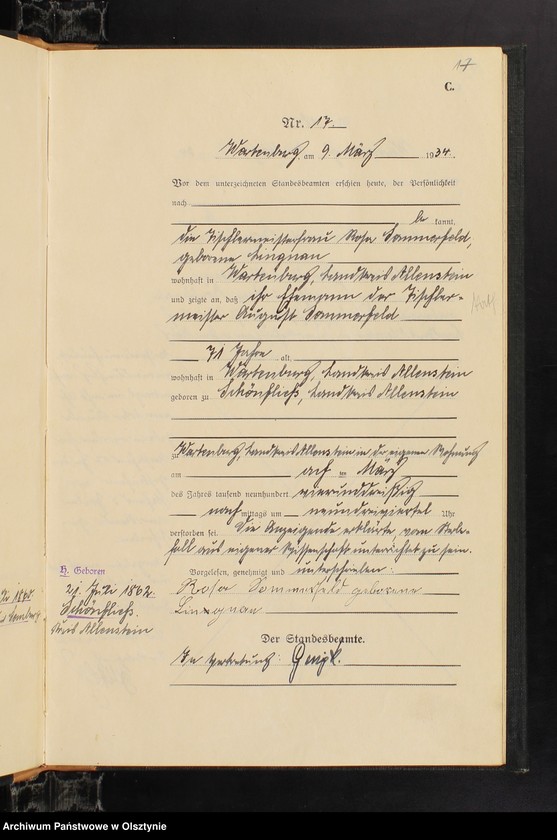 17
C.
Nr. 17.
Wartenburg, am 9. März 1934.
Vor dem unterzeichneten Standesbeamten erschien heute, der Persönlichkeit
nach
be kannt,
die Tischlermeisterfrau Rosa Sommerfeld,
geborene Lingnau
wohnhaft in Wartenburg, Landkreis Allenstein
und zeigte an, daß ihr Ehemann der Tischler-
meister August Sommerfeld
71 Jahre alt,
wohnhaft in Wartenburg, Landkreis Allenstein
geboren zu Schönfließ, Landkreis Allenstein
zu Wartenburg, Landkreis Allenstein in der eigenen Wohnung
am acht ten März
des Jahres tausend neunhundert vierunddreißig
nach mittags um neundreiviertel Uhr
verstorben sei. Die Anzeigende erklärte vom Sterbe-
fall aus eigener Wissenschaft unterrichtet zu sein.
Vorgelesen, genehmigt und unterschrieben:
Rosa Sommerfeld geborene
Lingnau
H. Geboren
21. Juli 1862.
Schönfließ.
Kreis Allenstein
Der Standesbeamte.
In Vertretung:
Archiwum Państwowe w Olsztynie